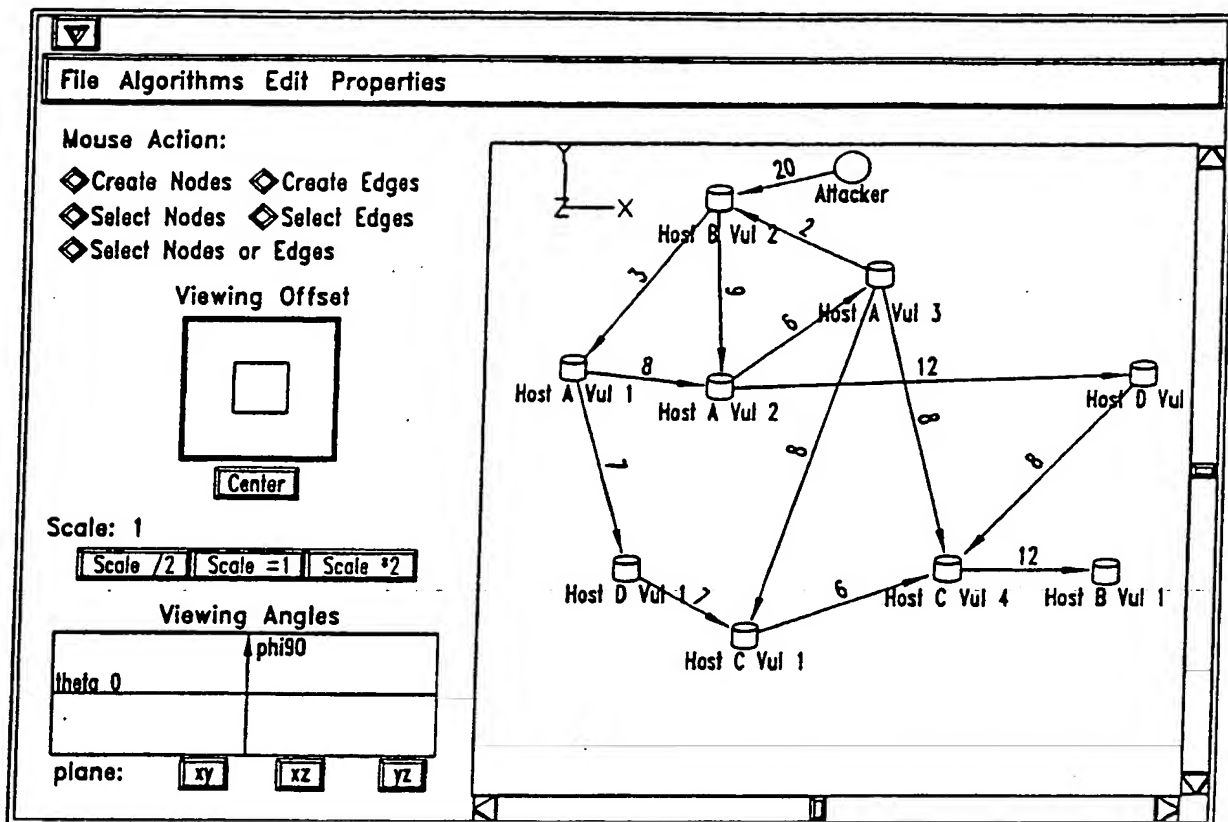 File Algorithms Edit Properties
Mouse Action:
Create Nodes Create Edges
Select Nodes Select Edges
Select Nodes or Edges
Viewing Offset
Center
Scale: 1
Scale /2 Scale =1 Scale *2
Viewing Angles
phi90
theta 0
plane: xy xz yz
Y
Z X
20
Attacker
Host B Vul 2
2
3
6
Host A Vul 3
6
8
12
Host A Vul 1
Host A Vul 2
Host D Vul
8
8
8
1
12
Host D Vul 1
7
6
Host C Vul 4
Host B Vul 1
Host C Vul 1